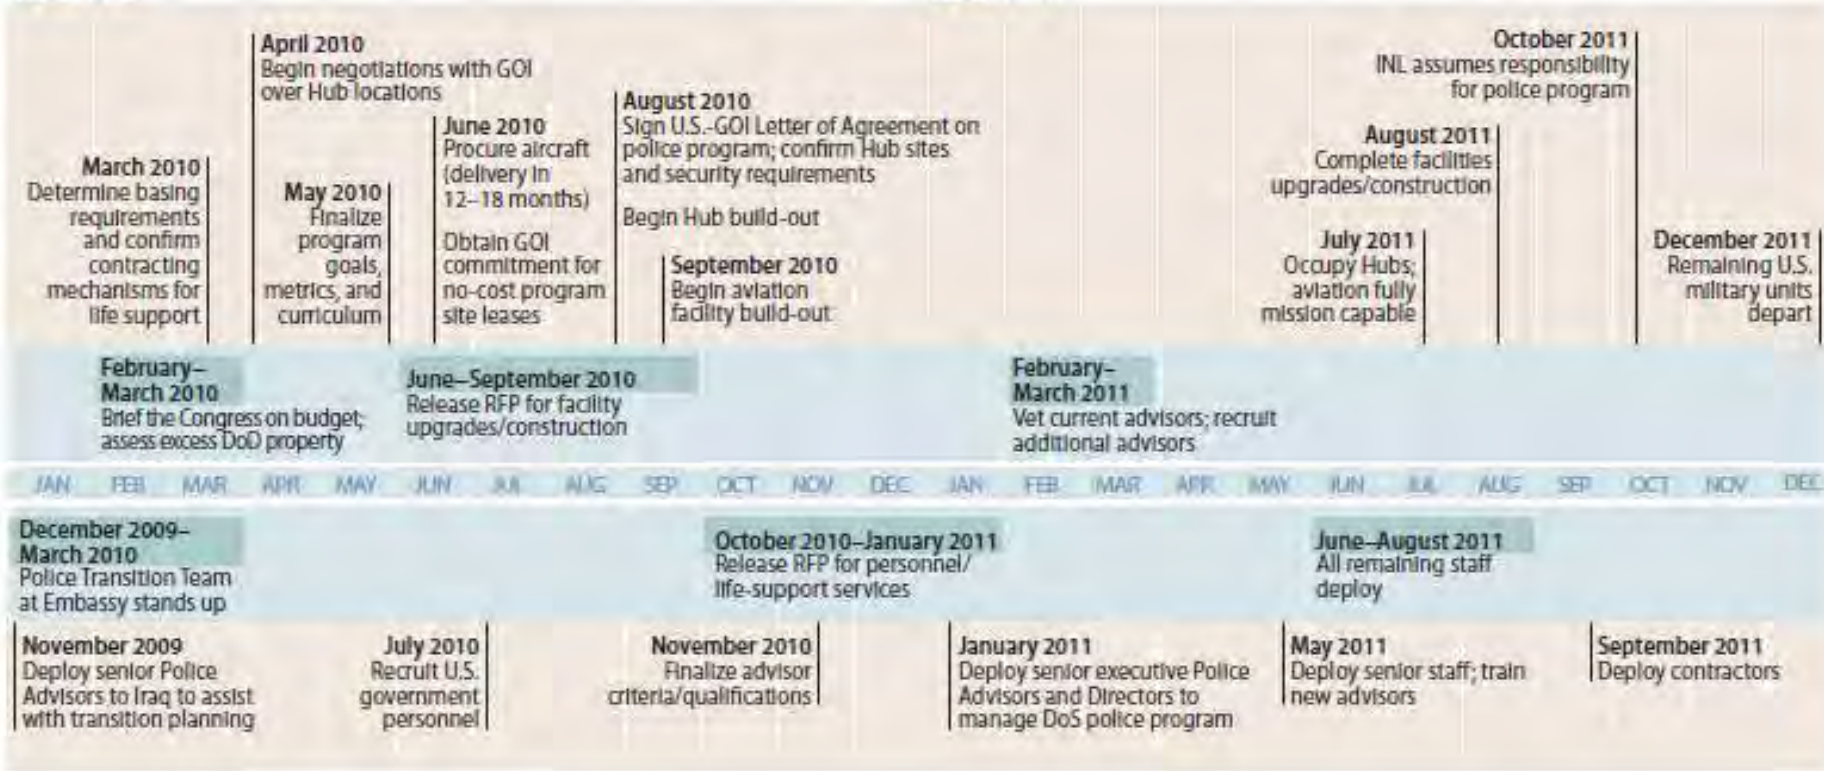 April 2010
Begin negotiations with GOI
over Hub locations
October 2011
INL assumes responsibility
for police program
August 2010
Sign U.S.-GOI Letter of Agreement on
police program; confirm Hub sites
and security requirements
Begin Hub build-out
June 2010
Procure aircraft
(delivery in
12–18 months)
Obtain GOI
commitment for
no-cost program
site leases
August 2011
Complete facilities
upgrades/construction
March 2010
Determine basing
requirements
and confirm
contracting
mechanisms for
life support
May 2010
Finalize
program
goals,
metrics, and
curriculum
September 2010
Begin aviation
facility build-out
July 2011
Occupy Hubs;
aviation fully
mission capable
December 2011
Remaining U.S.
military units
depart
February–
March 2010
Brief the Congress on budget;
assess excess DoD property
June–September 2010
Release RFP for facility
upgrades/construction
February–
March 2011
Vet current advisors; recruit
additional advisors
JAN FEB MAR APR MAY JUN JUL AUG SEP OCT NOV DEC JAN FEB MAR APR MAY JUN JUL AUG SEP OCT NOV DEC
December 2009–
March 2010
Police Transition Team
at Embassy stands up
October 2010–January 2011
Release RFP for personnel/
life-support services
June–August 2011
All remaining staff
deploy
November 2009
Deploy senior Police
Advisors to Iraq to assist
with transition planning
July 2010
Recruit U.S.
government
personnel
November 2010
Finalize advisor
criteria/qualifications
January 2011
Deploy senior executive Police
Advisors and Directors to
manage DoS police program
May 2011
Deploy senior staff; train
new advisors
September 2011
Deploy contractors